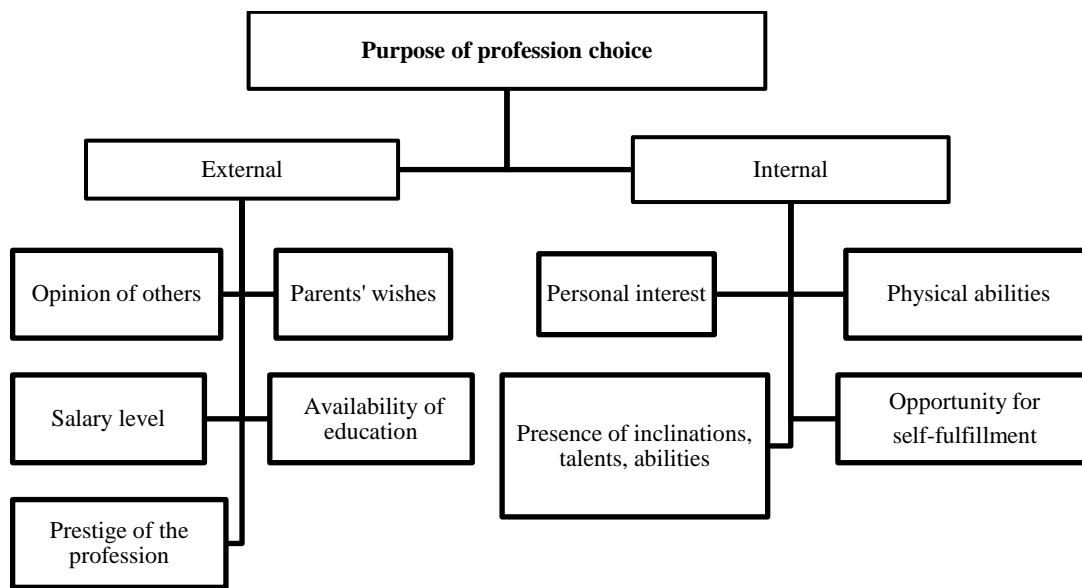 Purpose of profession choice
External
Internal
Opinion of others
Parents' wishes
Personal interest
Physical abilities
Salary level
Availability of
education
Presence of inclinations,
talents, abilities
Opportunity for
self-fulfillment
Prestige of the
profession